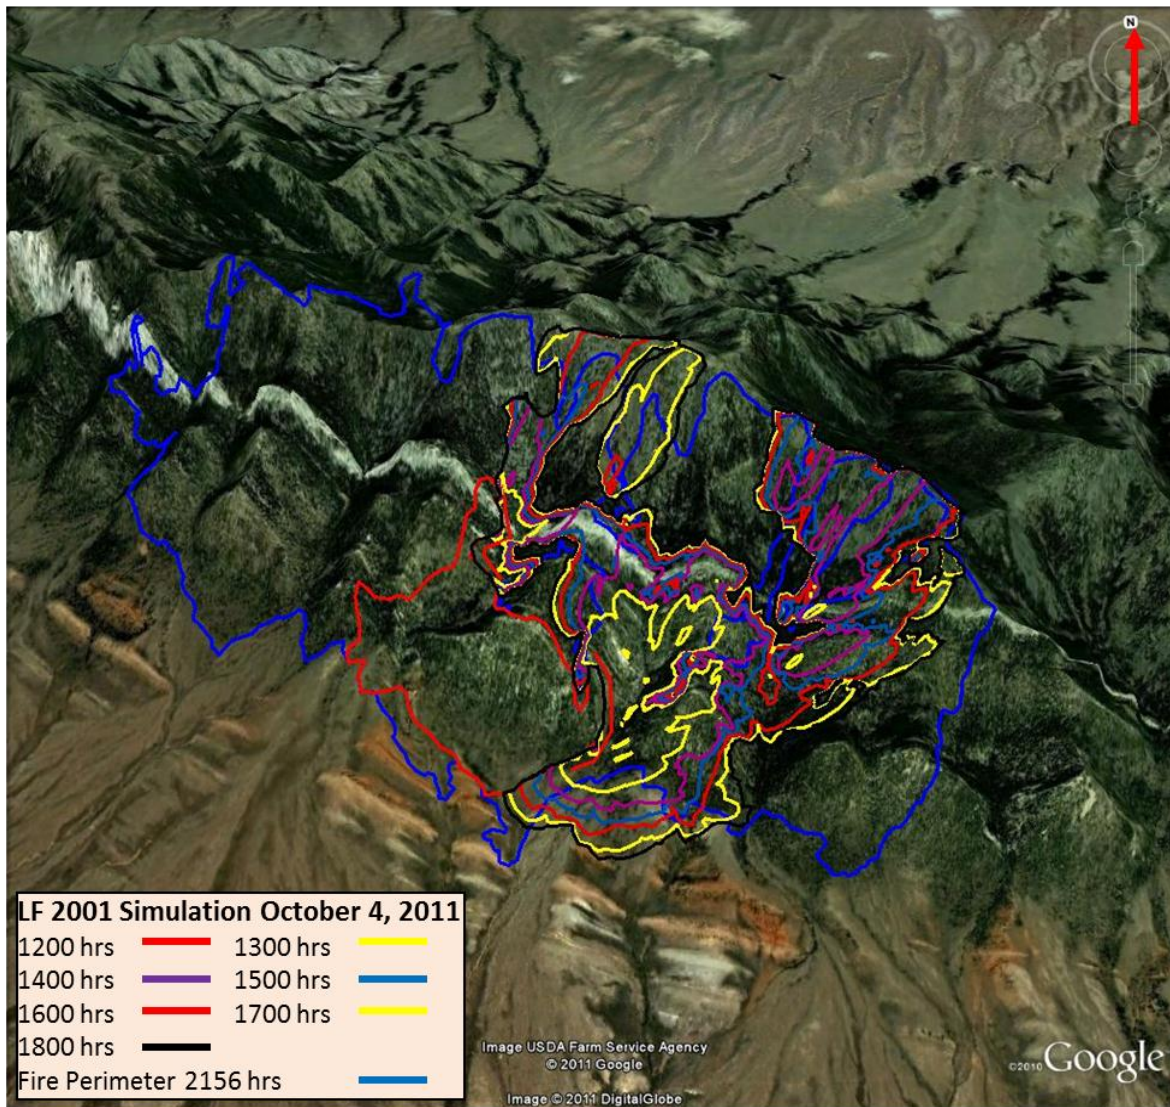 N
LF 2001 Simulation October 4, 2011
1200 hrs 1300 hrs
1400 hrs 1500 hrs
1600 hrs 1700 hrs
1800 hrs
Fire Perimeter 2156 hrs
Image USDA Farm Service Agency
© 2011 Google
Image © 2011 DigitalGlobe
©2010 Google